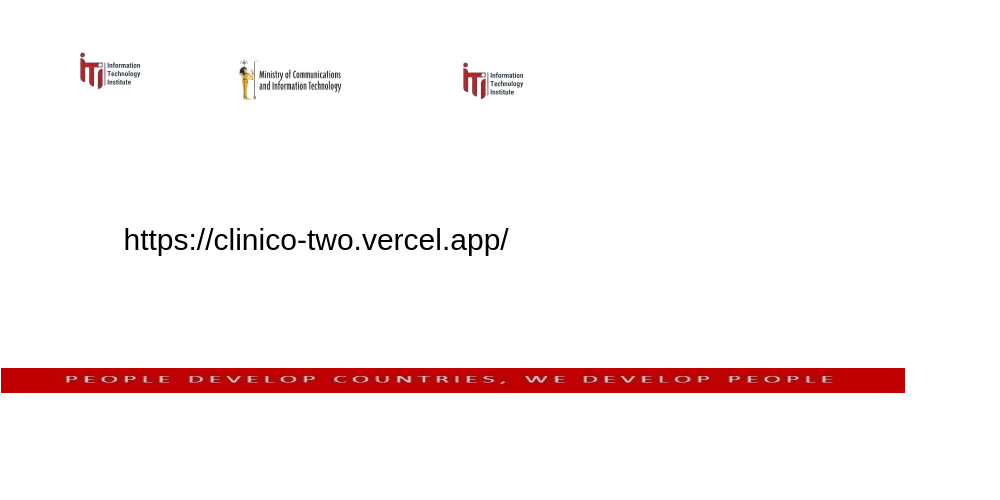 iTi Information
Technology
Institute
Ministry of Communications
and Information Technology
iTi Information
Technology
Institute
https://clinico-two.vercel.app/
PEOPLE DEVELOP COUNTRIES, WE DEVELOP PEOPLE